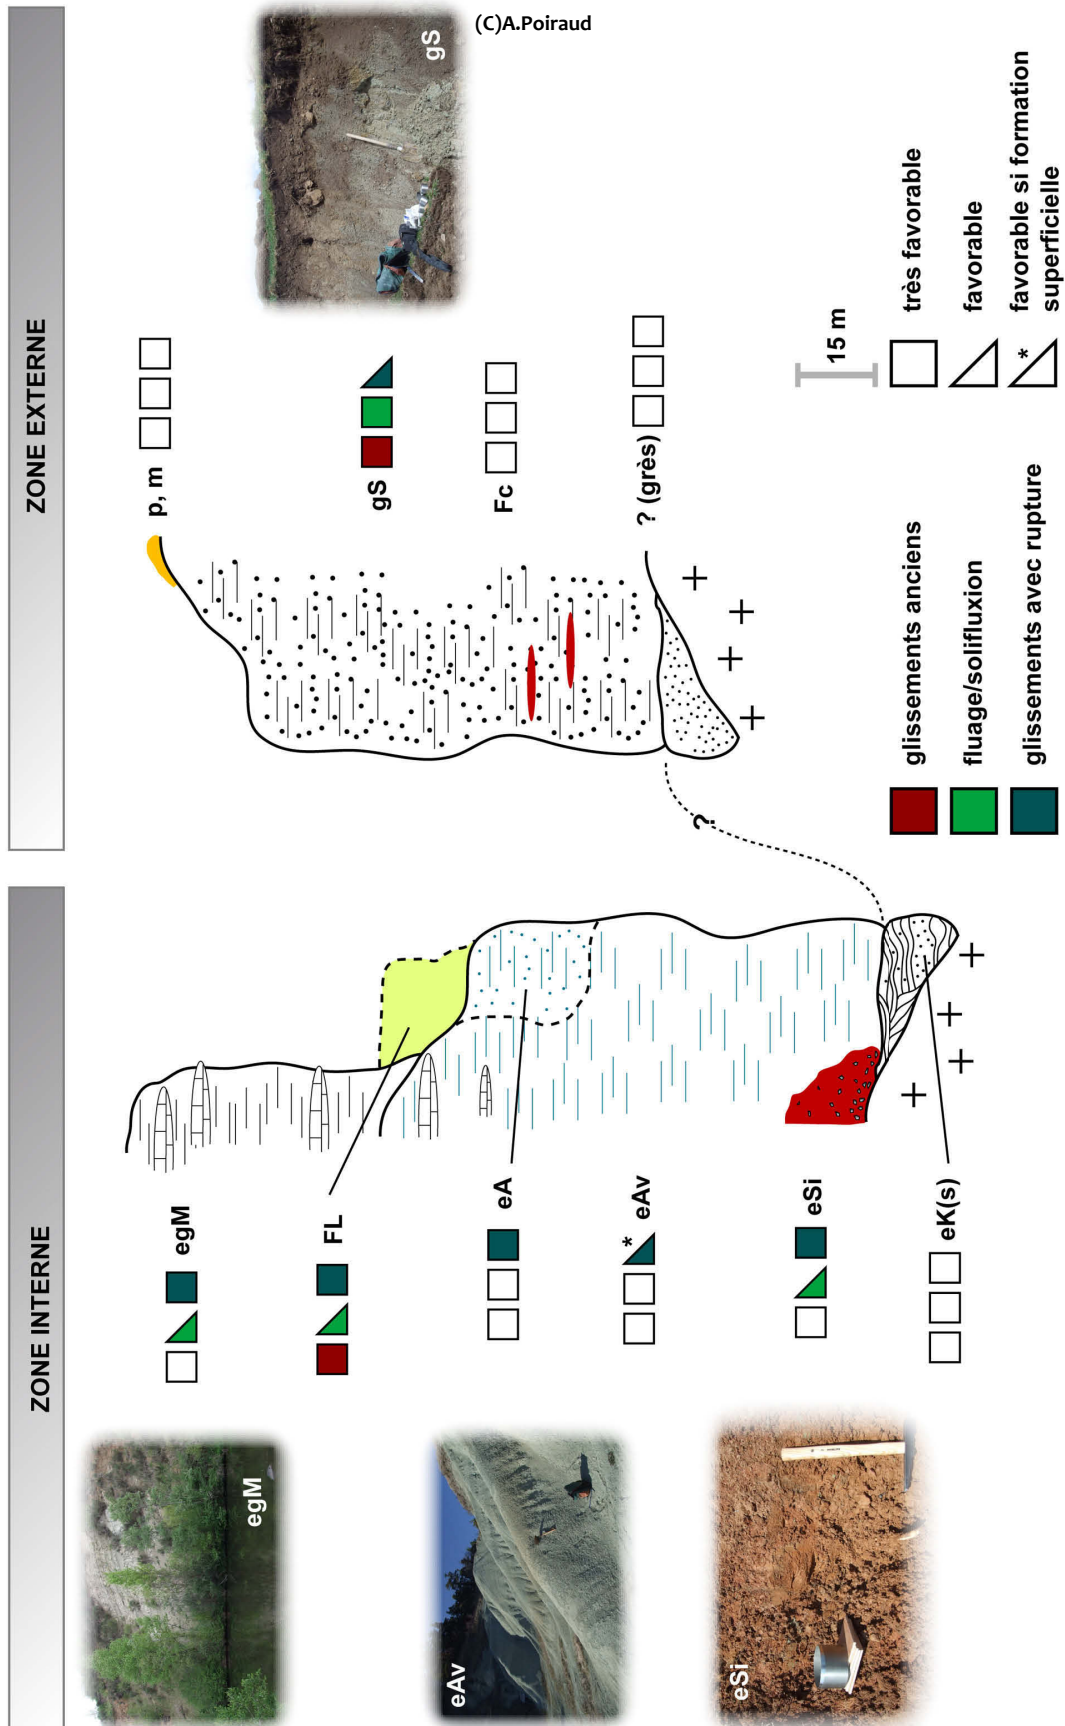 (C)A.Poiraud
ZONE INTERNE
ZONE EXTERNE
egM
egM
FL
eA
eAv
* eAv
eSi
eSi
eK(s)
?
p, m
gS
gS
Fc
? (grès)
15 m
glissements anciens
fluage/solifluxion
glissements avec rupture
très favorable
favorable
* favorable si formation
superficielle